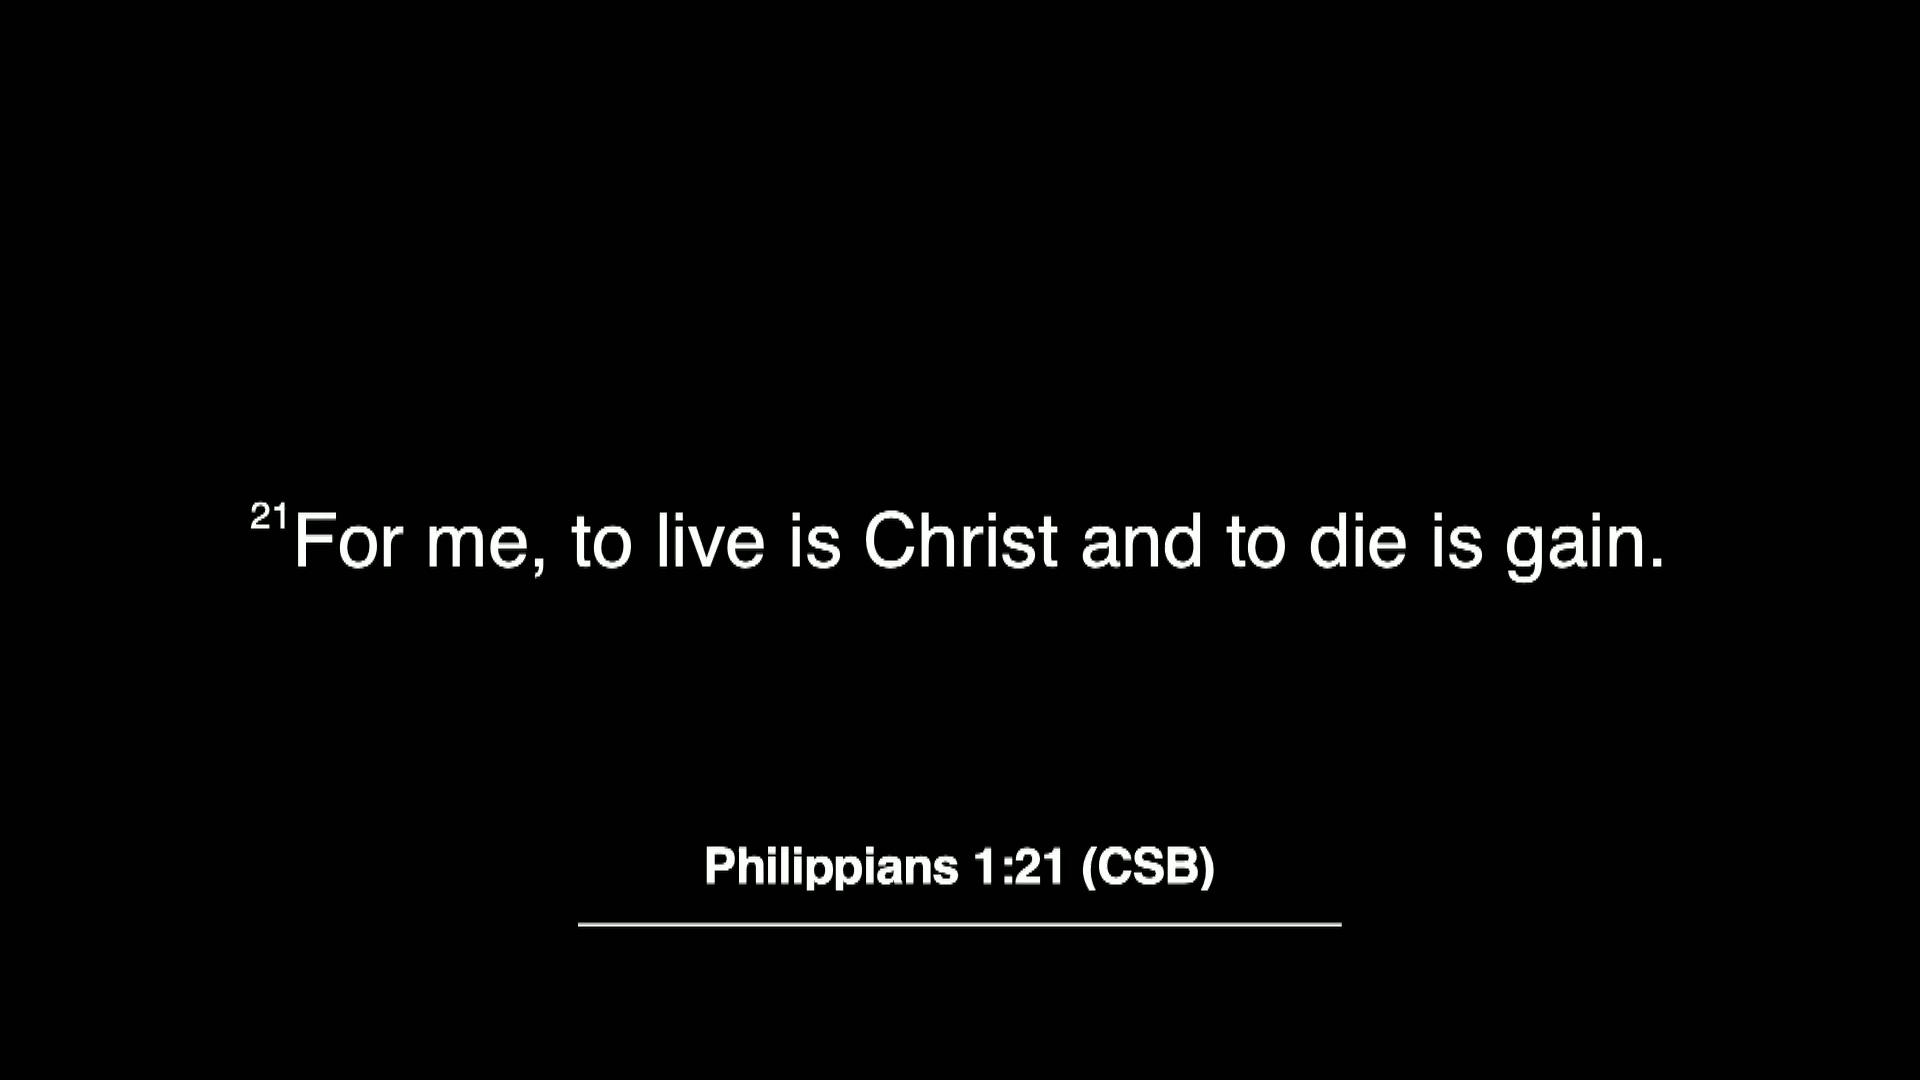 21For me, to live is Christ and to die is gain.
Philippians 1:21 (CSB)